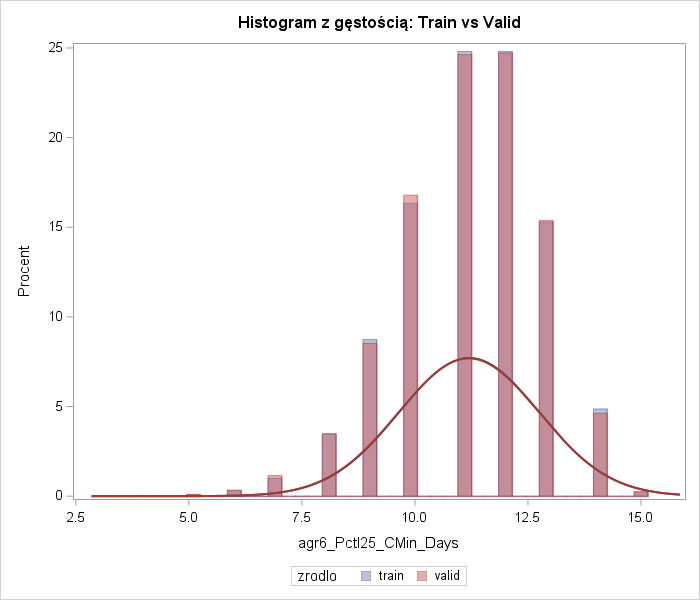 Histogram z gęstością: Train vs Valid
25
20
15
10
5
0
Procent
2.5 5.0 7.5 10.0 12.5 15.0
agr6_Pctl25_CMin_Days
zrodlo train valid